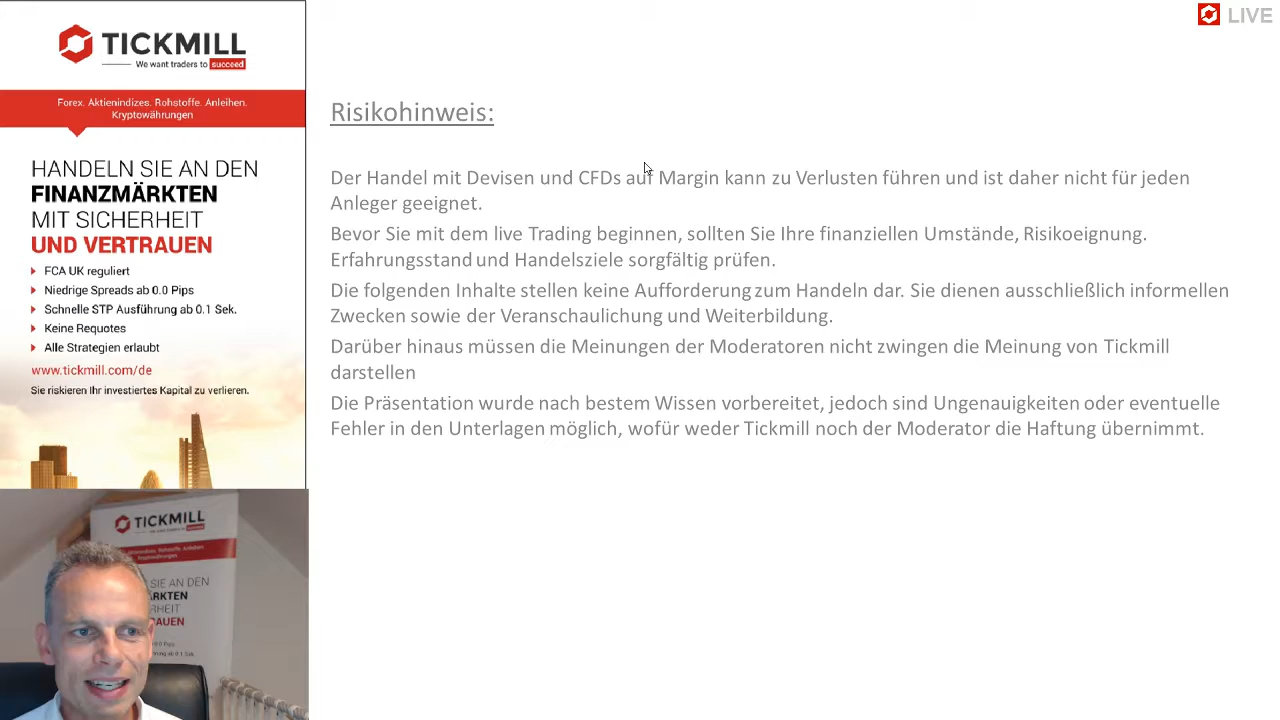 TICKMILL
We want traders to succeed
Forex. Aktienindizes. Rohstoffe. Anleihen.
Kryptowährungen
HANDELN SIE AN DEN
FINANZMÄRKTEN
MIT SICHERHEIT
UND VERTRAUEN
FCA UK reguliert
Niedrige Spreads ab 0.0 Pips
Schnelle STP Ausführung ab 0.1 Sek.
Keine Requotes
Alle Strategien erlaubt
www.tickmill.com/de
Sie riskieren Ihr investiertes Kapital zu verlieren.
LIVE
Risikohinweis:
Der Handel mit Devisen und CFDs auf Margin kann zu Verlusten führen und ist daher nicht für jeden
Anleger geeignet.
Bevor Sie mit dem live Trading beginnen, sollten Sie Ihre finanziellen Umstände, Risikoeignung.
Erfahrungsstand und Handelsziele sorgfältig prüfen.
Die folgenden Inhalte stellen keine Aufforderung zum Handeln dar. Sie dienen ausschließlich informellen
Zwecken sowie der Veranschaulichung und Weiterbildung.
Darüber hinaus müssen die Meinungen der Moderatoren nicht zwingen die Meinung von Tickmill
darstellen
Die Präsentation wurde nach bestem Wissen vorbereitet, jedoch sind Ungenauigkeiten oder eventuelle
Fehler in den Unterlagen möglich, wofür weder Tickmill noch der Moderator die Haftung übernimmt.
TICKMILL
SIE AN DEN
RKTEN
HEIT
AUEN